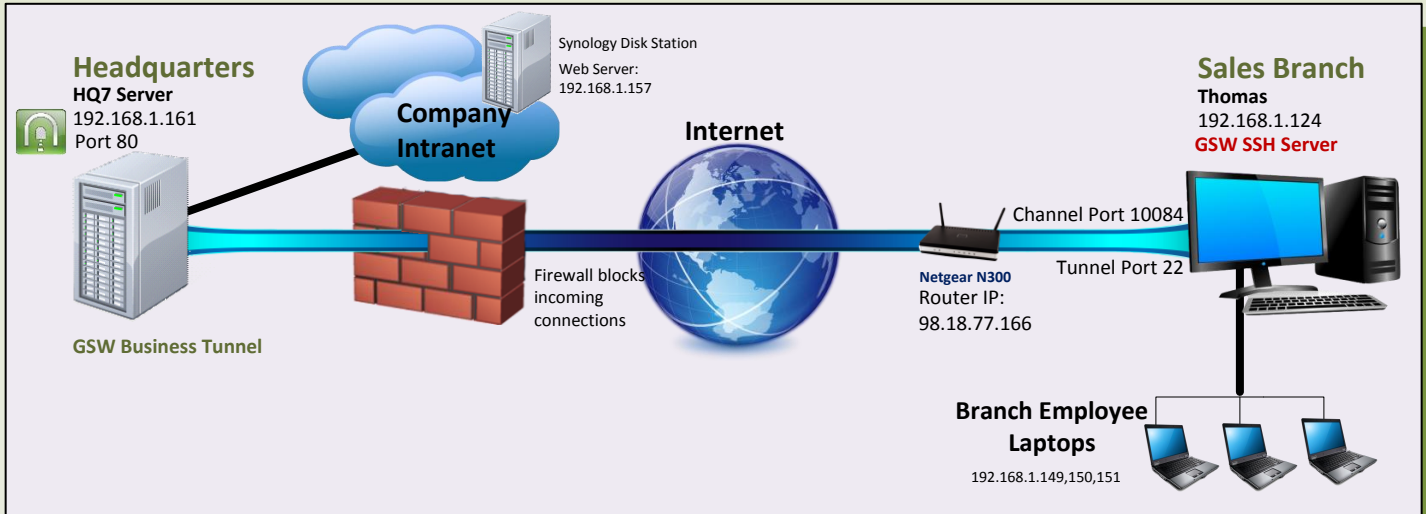 Headquarters
HQ7 Server
192.168.1.161
Port 80
GSW Business Tunnel
Synology Disk Station
Web Server:
192.168.1.157
Company
Intranet
Firewall blocks
incoming
connections
Internet
Netgear N300
Router IP:
98.18.77.166
Channel Port 10084
Tunnel Port 22
Sales Branch
Thomas
192.168.1.124
GSW SSH Server
Branch Employee
Laptops
192.168.1.149,150,151